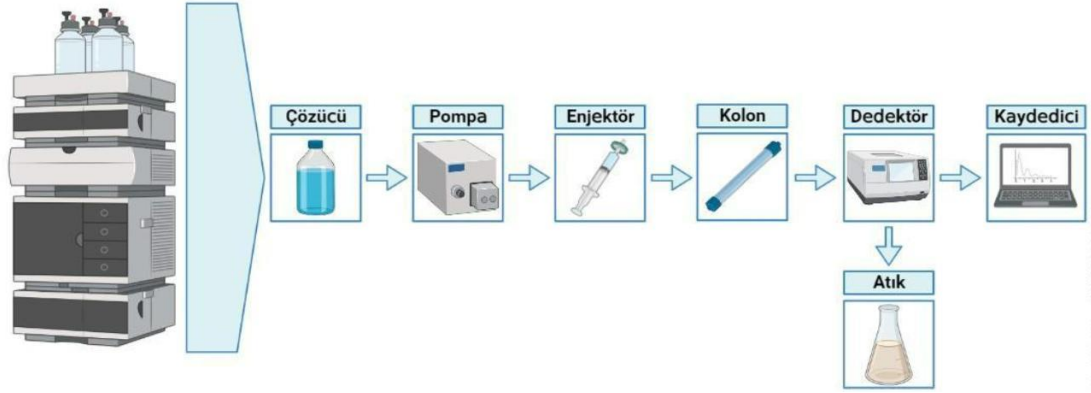 Çözücü
Pompa
Enjektör
Kolon
Dedektör
Kaydedici
Atık